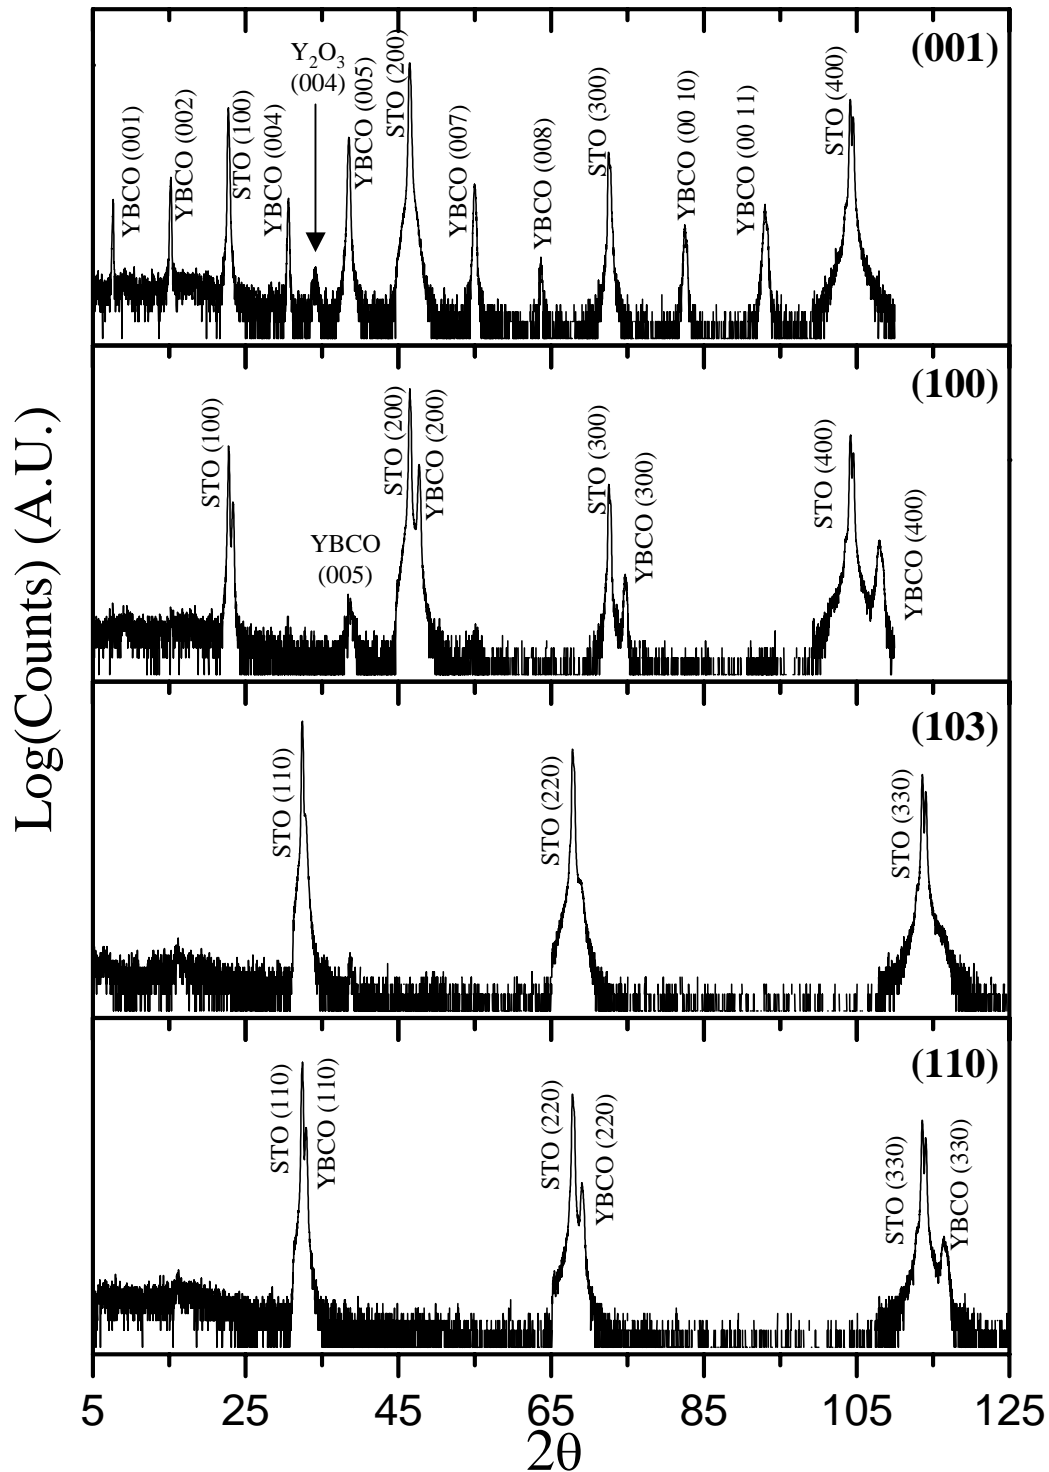 (001)
YBCO (001)
YBCO (002)
STO (100)
YBCO (004)
Y2O3
(004)
YBCO (005)
STO (200)
YBCO (007)
YBCO (008)
STO (300)
YBCO (00 10)
YBCO (00 11)
STO (400)
(100)
STO (100)
YBCO
(005)
STO (200)
YBCO (200)
STO (300)
YBCO (300)
STO (400)
YBCO (400)
(103)
STO (110)
STO (220)
STO (330)
(110)
STO (110)
YBCO (110)
STO (220)
YBCO (220)
STO (330)
YBCO (330)
Log(Counts) (A.U.)
5 25 45 65 85 105 125
2θ